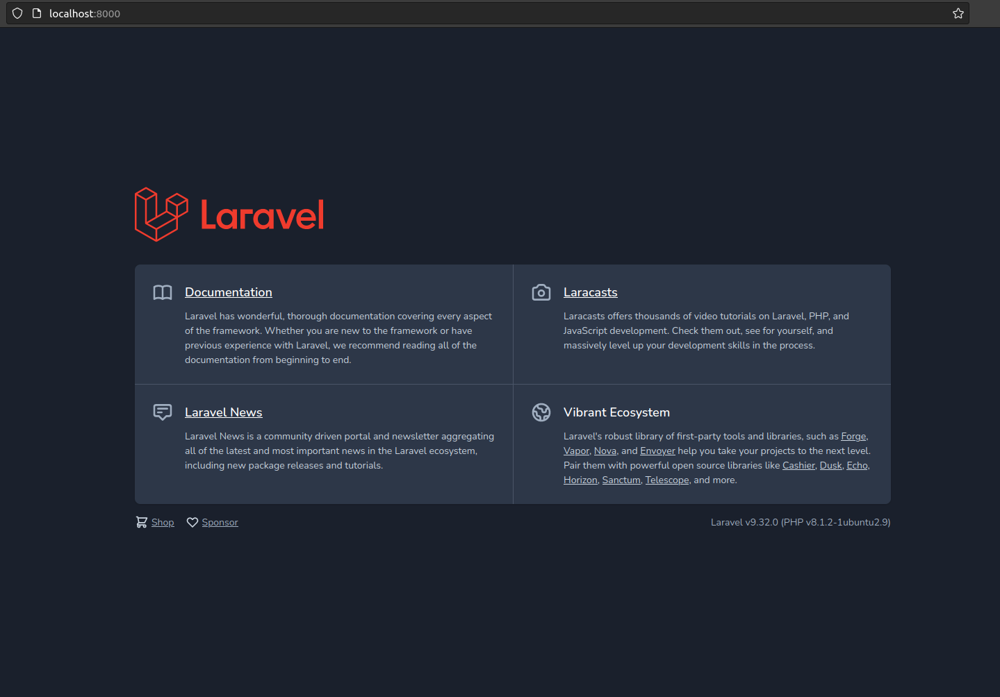 localhost:8000
Laravel
Documentation
Laravel has wonderful, thorough documentation covering every aspect
of the framework. Whether you are new to the framework or have
previous experience with Laravel, we recommend reading all of the
documentation from beginning to end.
Laracasts
Laracasts offers thousands of video tutorials on Laravel, PHP, and
JavaScript development. Check them out, see for yourself, and
massively level up your development skills in the process.
Laravel News
Laravel News is a community driven portal and newsletter aggregating
all of the latest and most important news in the Laravel ecosystem,
including new package releases and tutorials.
Vibrant Ecosystem
Laravel's robust library of first-party tools and libraries, such as Forge,
Vapor, Nova, and Envoyer help you take your projects to the next level.
Pair them with powerful open source libraries like Cashier, Dusk, Echo,
Horizon, Sanctum, Telescope, and more.
Shop Sponsor
Laravel v9.32.0 (PHP v8.1.2-1ubuntu2.9)